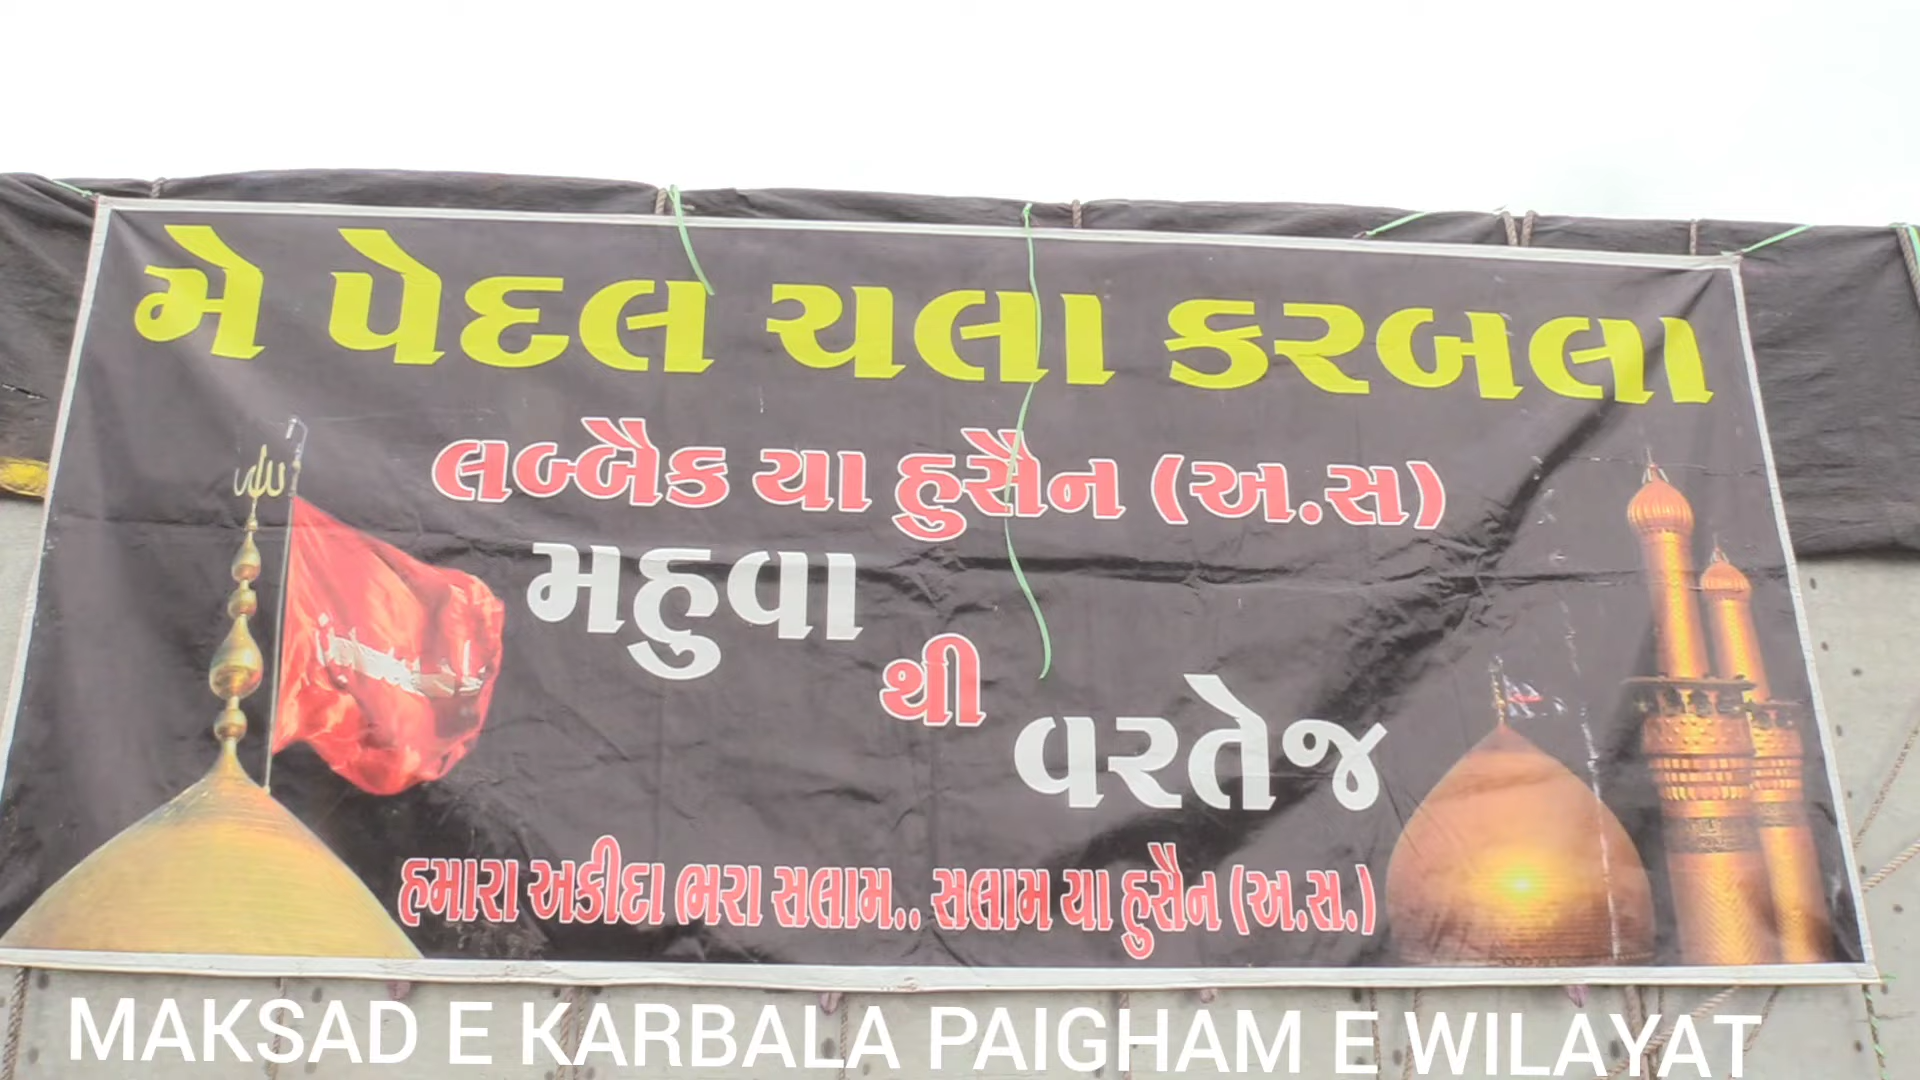 મે પેદલ ચલા કરબલા
લબ્બૈક યા હુસૈન (અ.સ)
મહુવા
થી
વરતેજ
હમારા અકીદા ભરા સલામ.. સલામ યા હુસૈન (અ.સ.)
MAKSAD E KARBALA PAIGHAM E WILAYAT